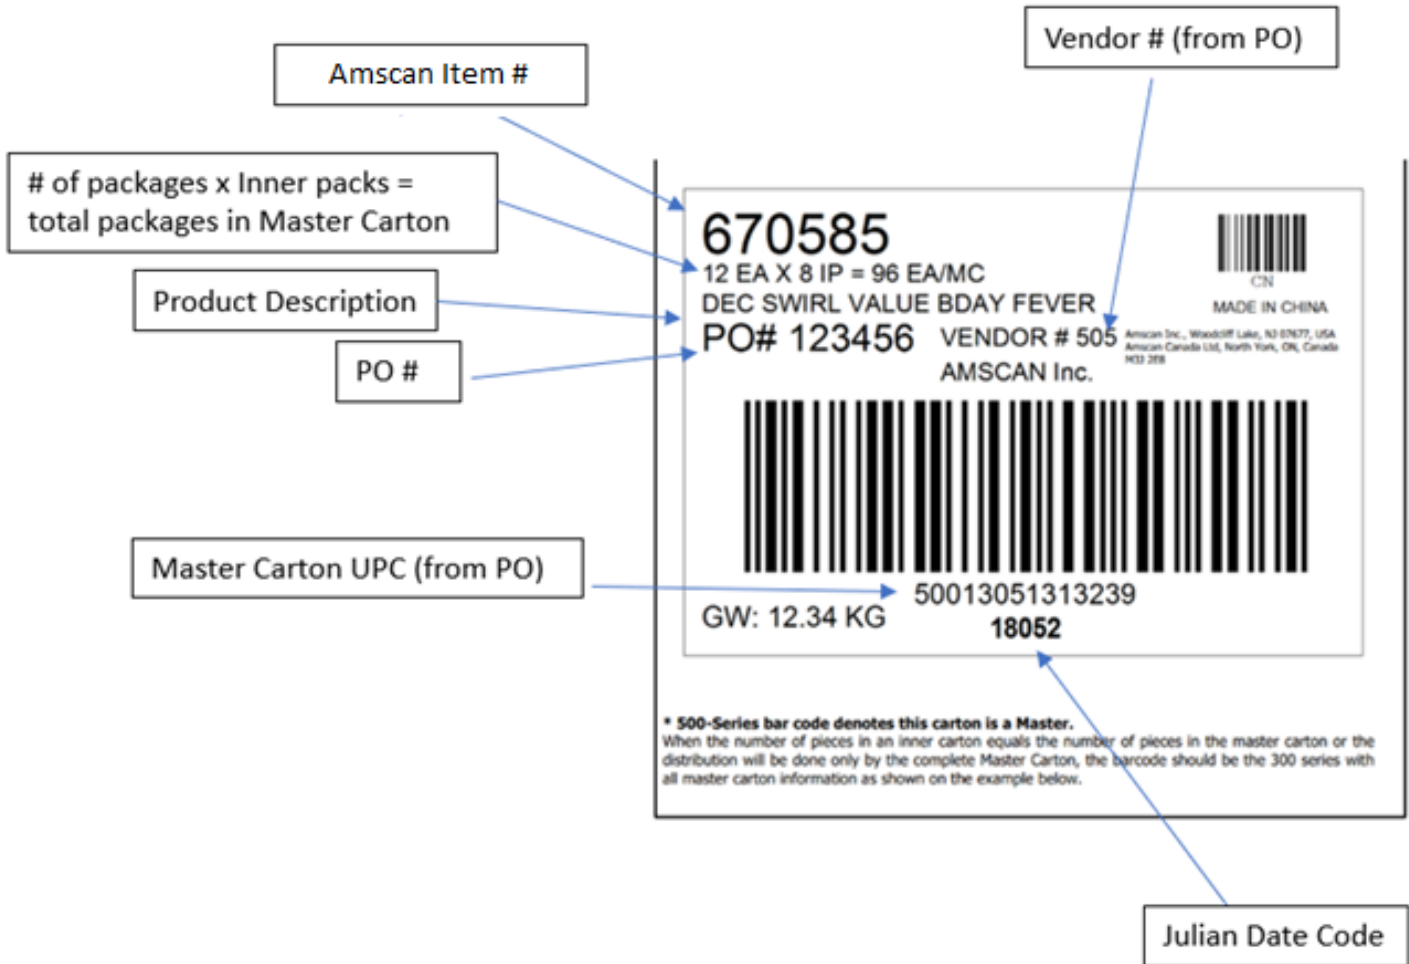 Vendor # (from PO)
Amscan Item #
# of packages x Inner packs =
total packages in Master Carton
Product Description
PO #
Master Carton UPC (from PO)
670585
12 EA X 8 IP = 96 EA/MC
DEC SWIRL VALUE BDAY FEVER
PO# 123456
VENDOR # 505
AMSCAN Inc.
CN
MADE IN CHINA
Amscan Inc., Woodcliff Lake, NJ 07677, USA
Amscan Canada Ltd, North York, ON, Canada
50013051313239
GW: 12.34 KG
18052
* 500-Series bar code denotes this carton is a Master.
When the number of pieces in an inner carton equals the number of pieces in the master carton or the
distribution will be done only by the complete Master Carton, the barcode should be the 300 series with
all master carton information as shown on the example below.
Julian Date Code